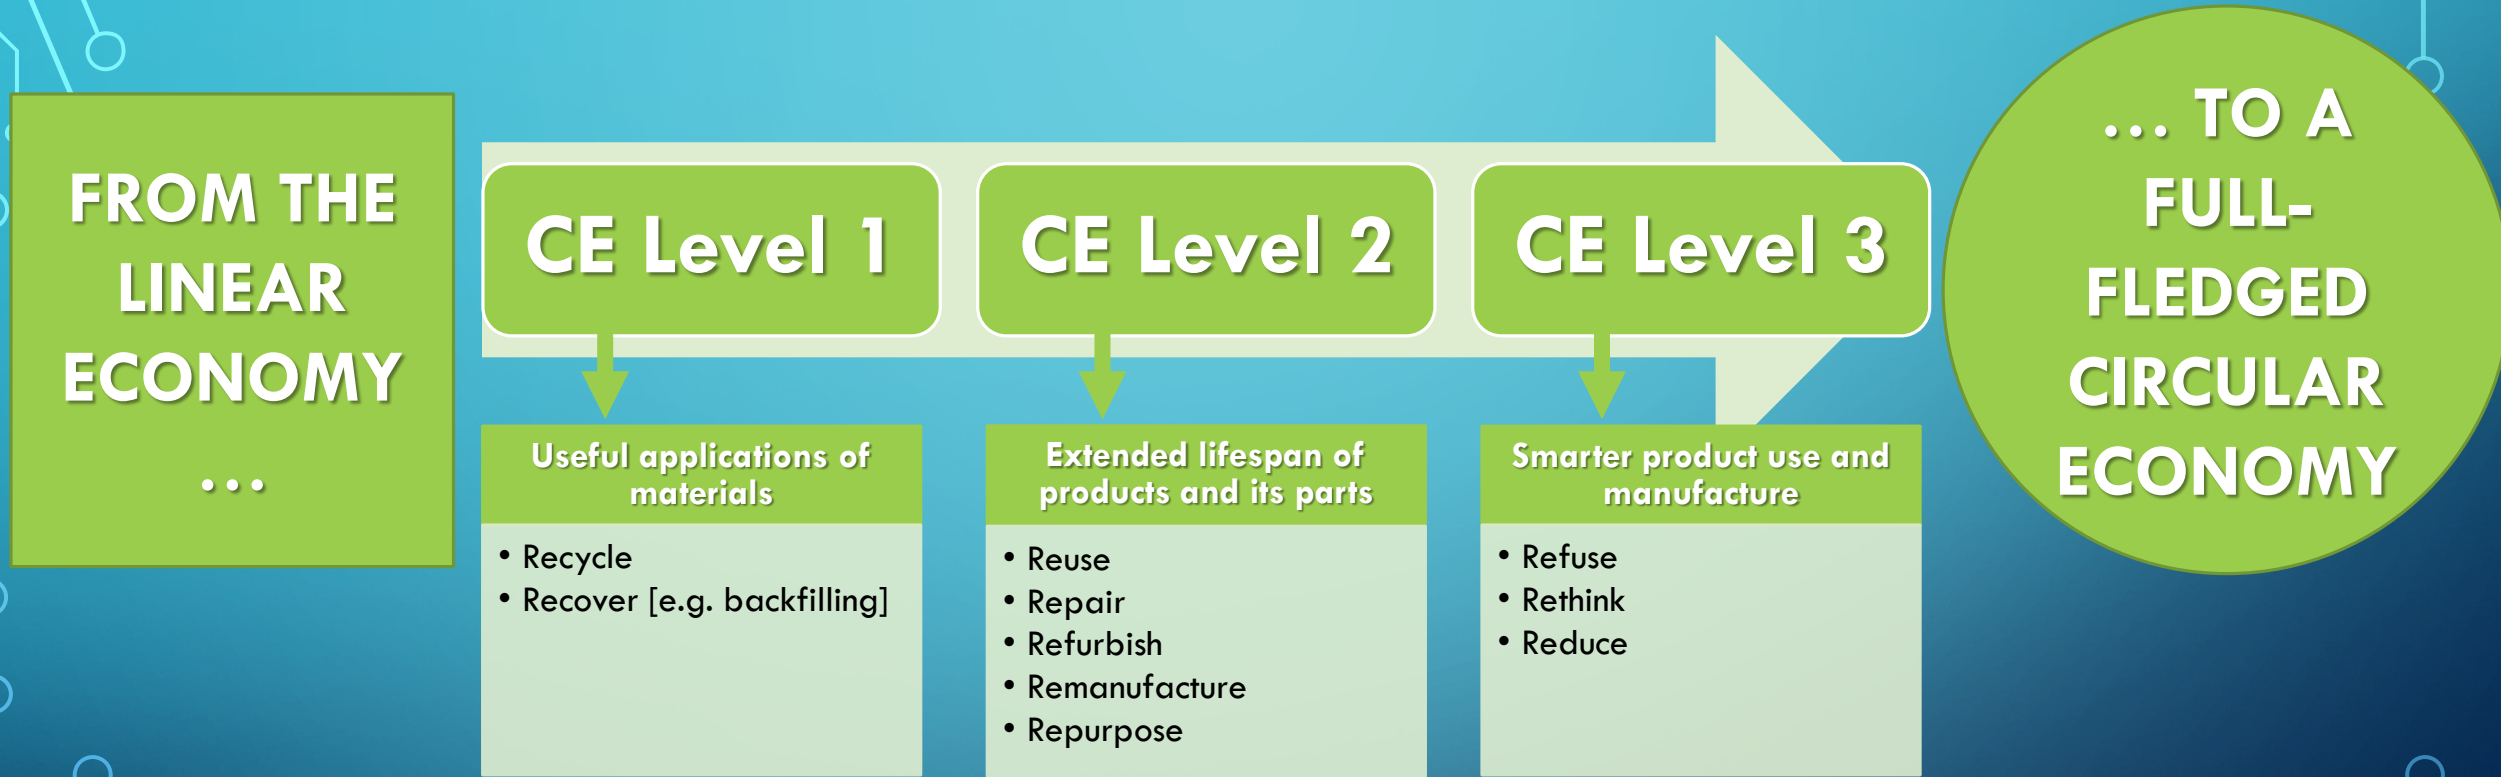 FROM THE
LINEAR
ECONOMY
...
CE Level 1
CE Level 2
CE Level 3
... TO A
FULL-
FLEDGED
CIRCULAR
ECONOMY
Useful applications of
materials
• Recycle
• Recover [e.g. backfilling]
Extended lifespan of
products and its parts
• Reuse
• Repair
• Refurbish
• Remanufacture
• Repurpose
Smarter product use and
manufacture
• Refuse
• Rethink
• Reduce